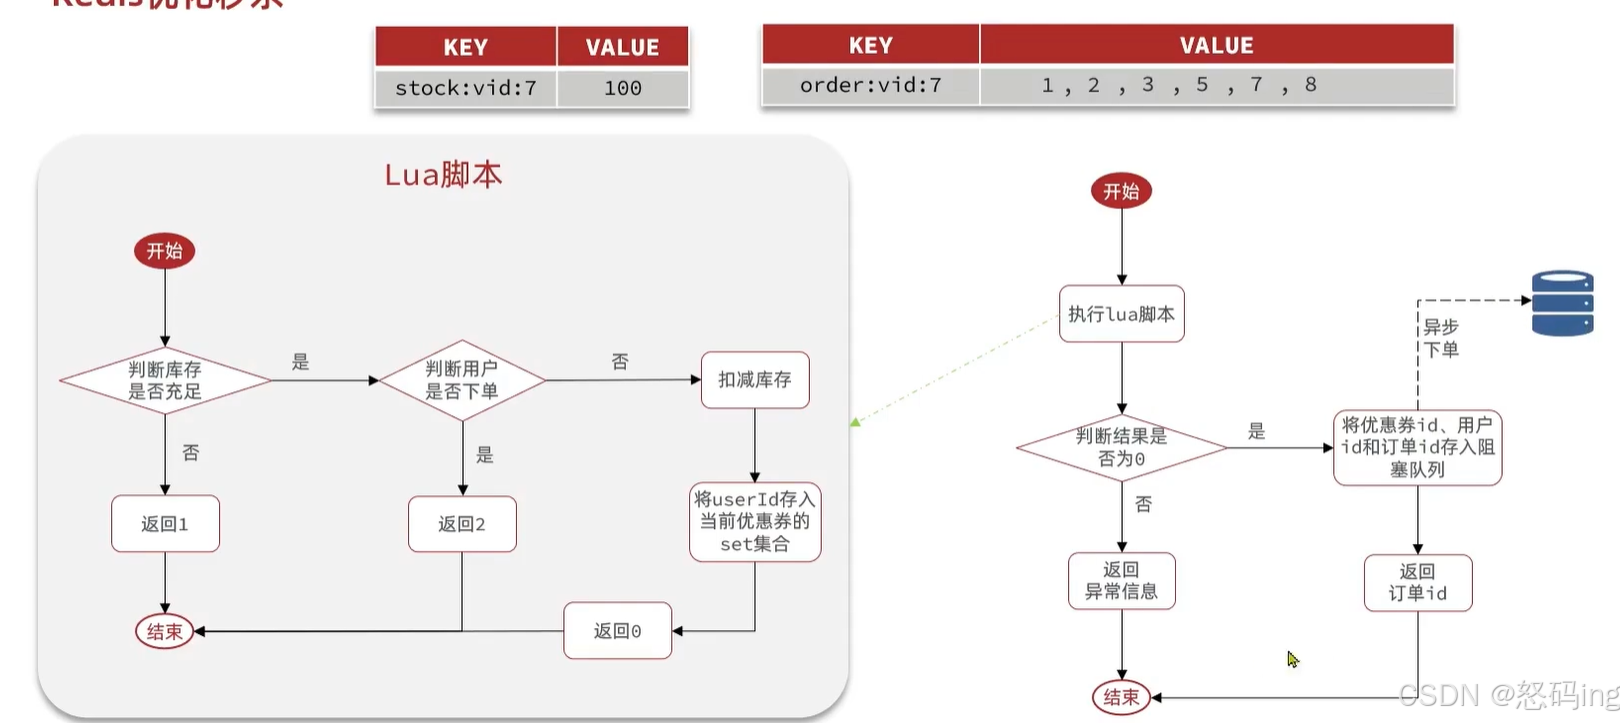 Redis优化秒杀
KEY VALUE
stock:vid:7 100
KEY VALUE
order:vid:7 1 , 2 , 3 , 5 , 7 , 8
Lua脚本
开始
判断库存
是否充足
是
判断用户
是否下单
否
扣减库存
否
是
返回1
返回2
将userId存入
当前优惠券的
set集合
结束
返回0
开始
执行lua脚本
异步
下单
判断结果是
否为0
是
将优惠券id、用户
id和订单id存入阻
塞队列
否
返回
异常信息
返回
订单id
结束
CSDN @怒码ing